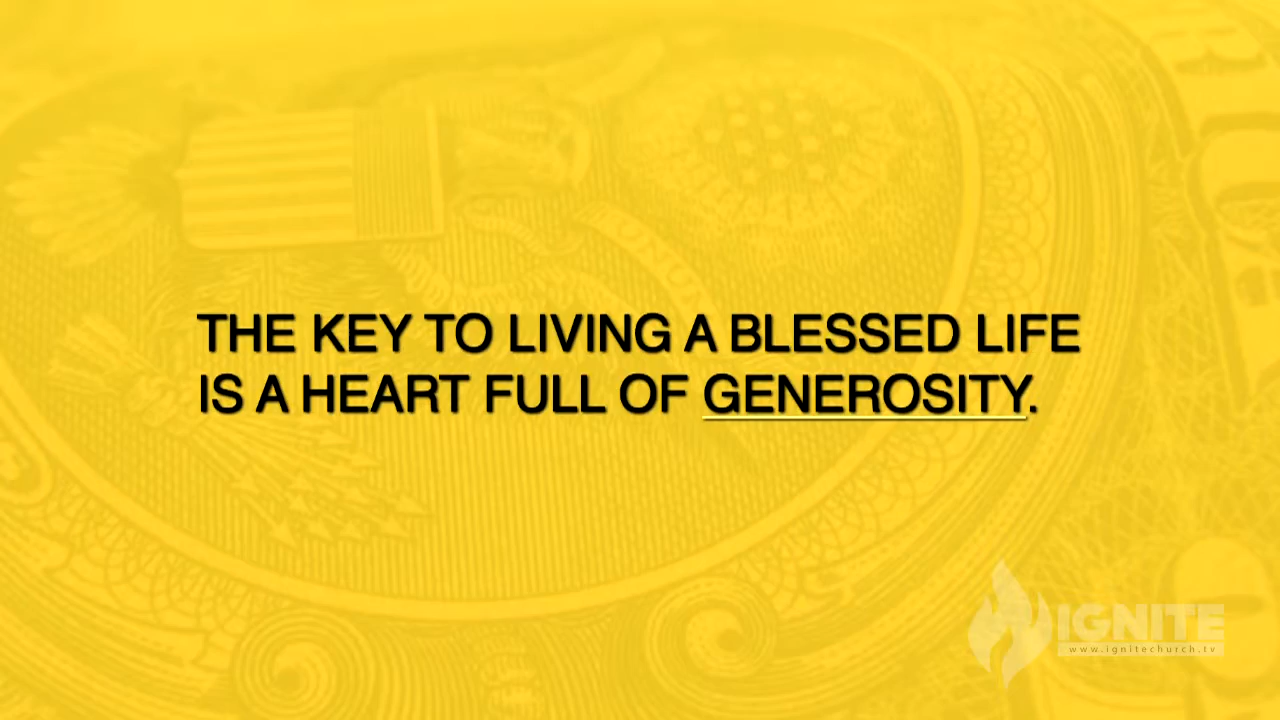 THE KEY TO LIVING A BLESSED LIFE
IS A HEART FULL OF GENEROSITY.
IGNITE
www.ignitechurch.tv